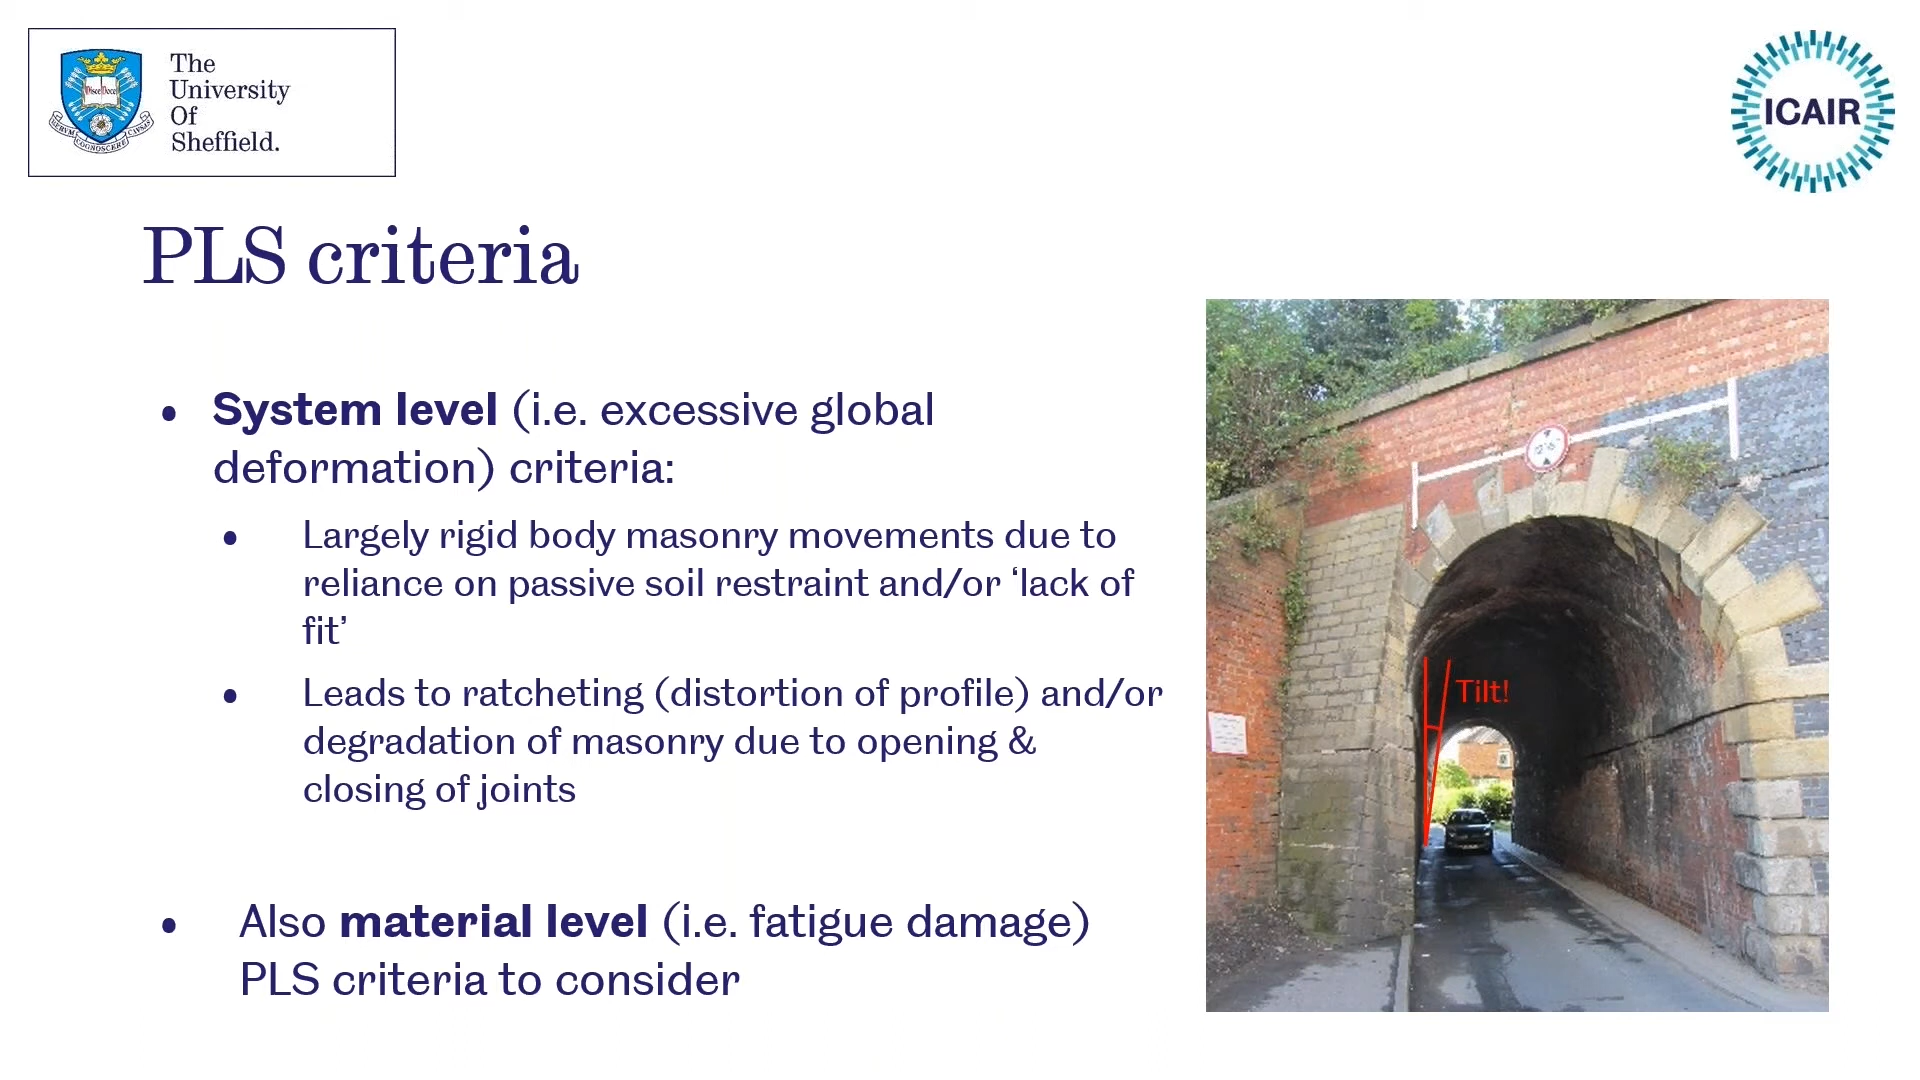 The
University
Of
Sheffield.
ICAIR
PLS criteria
• System level (i.e. excessive global
deformation) criteria:
• Largely rigid body masonry movements due to
reliance on passive soil restraint and/or ‘lack of
fit’
• Leads to ratcheting (distortion of profile) and/or
degradation of masonry due to opening &
closing of joints
• Also material level (i.e. fatigue damage)
PLS criteria to consider
Tilt!